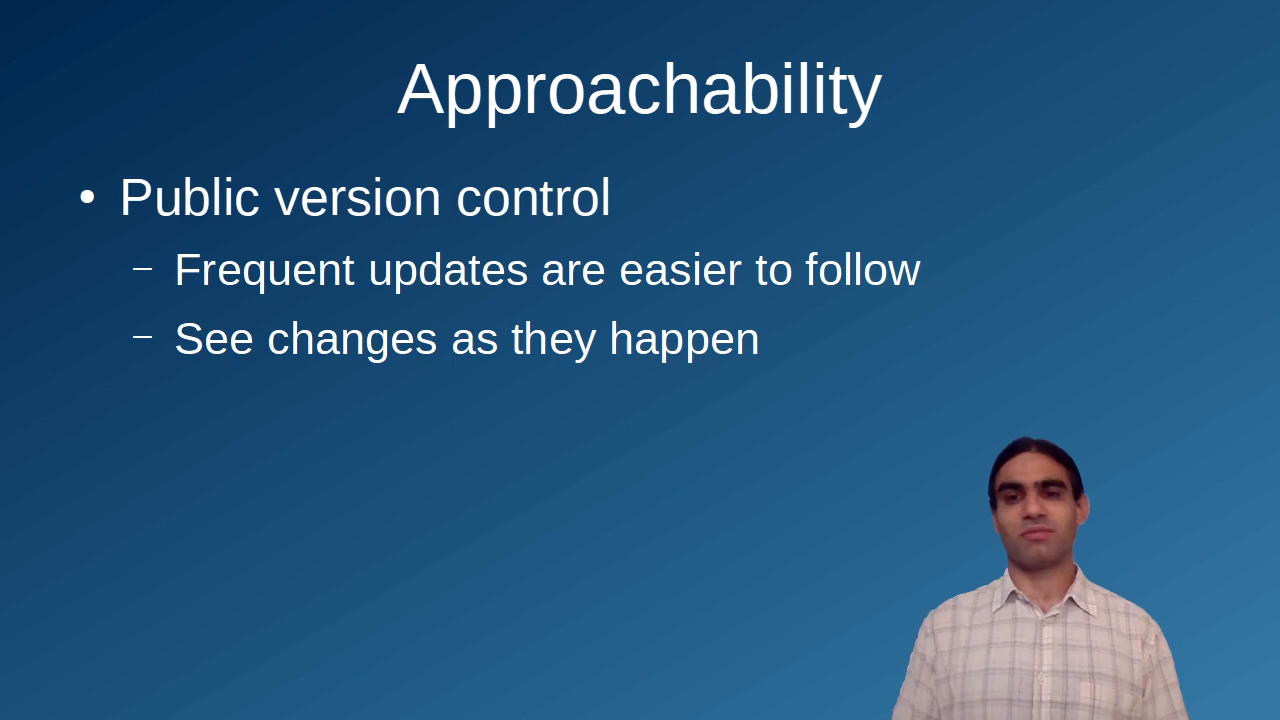 Approachability
• Public version control
– Frequent updates are easier to follow
– See changes as they happen